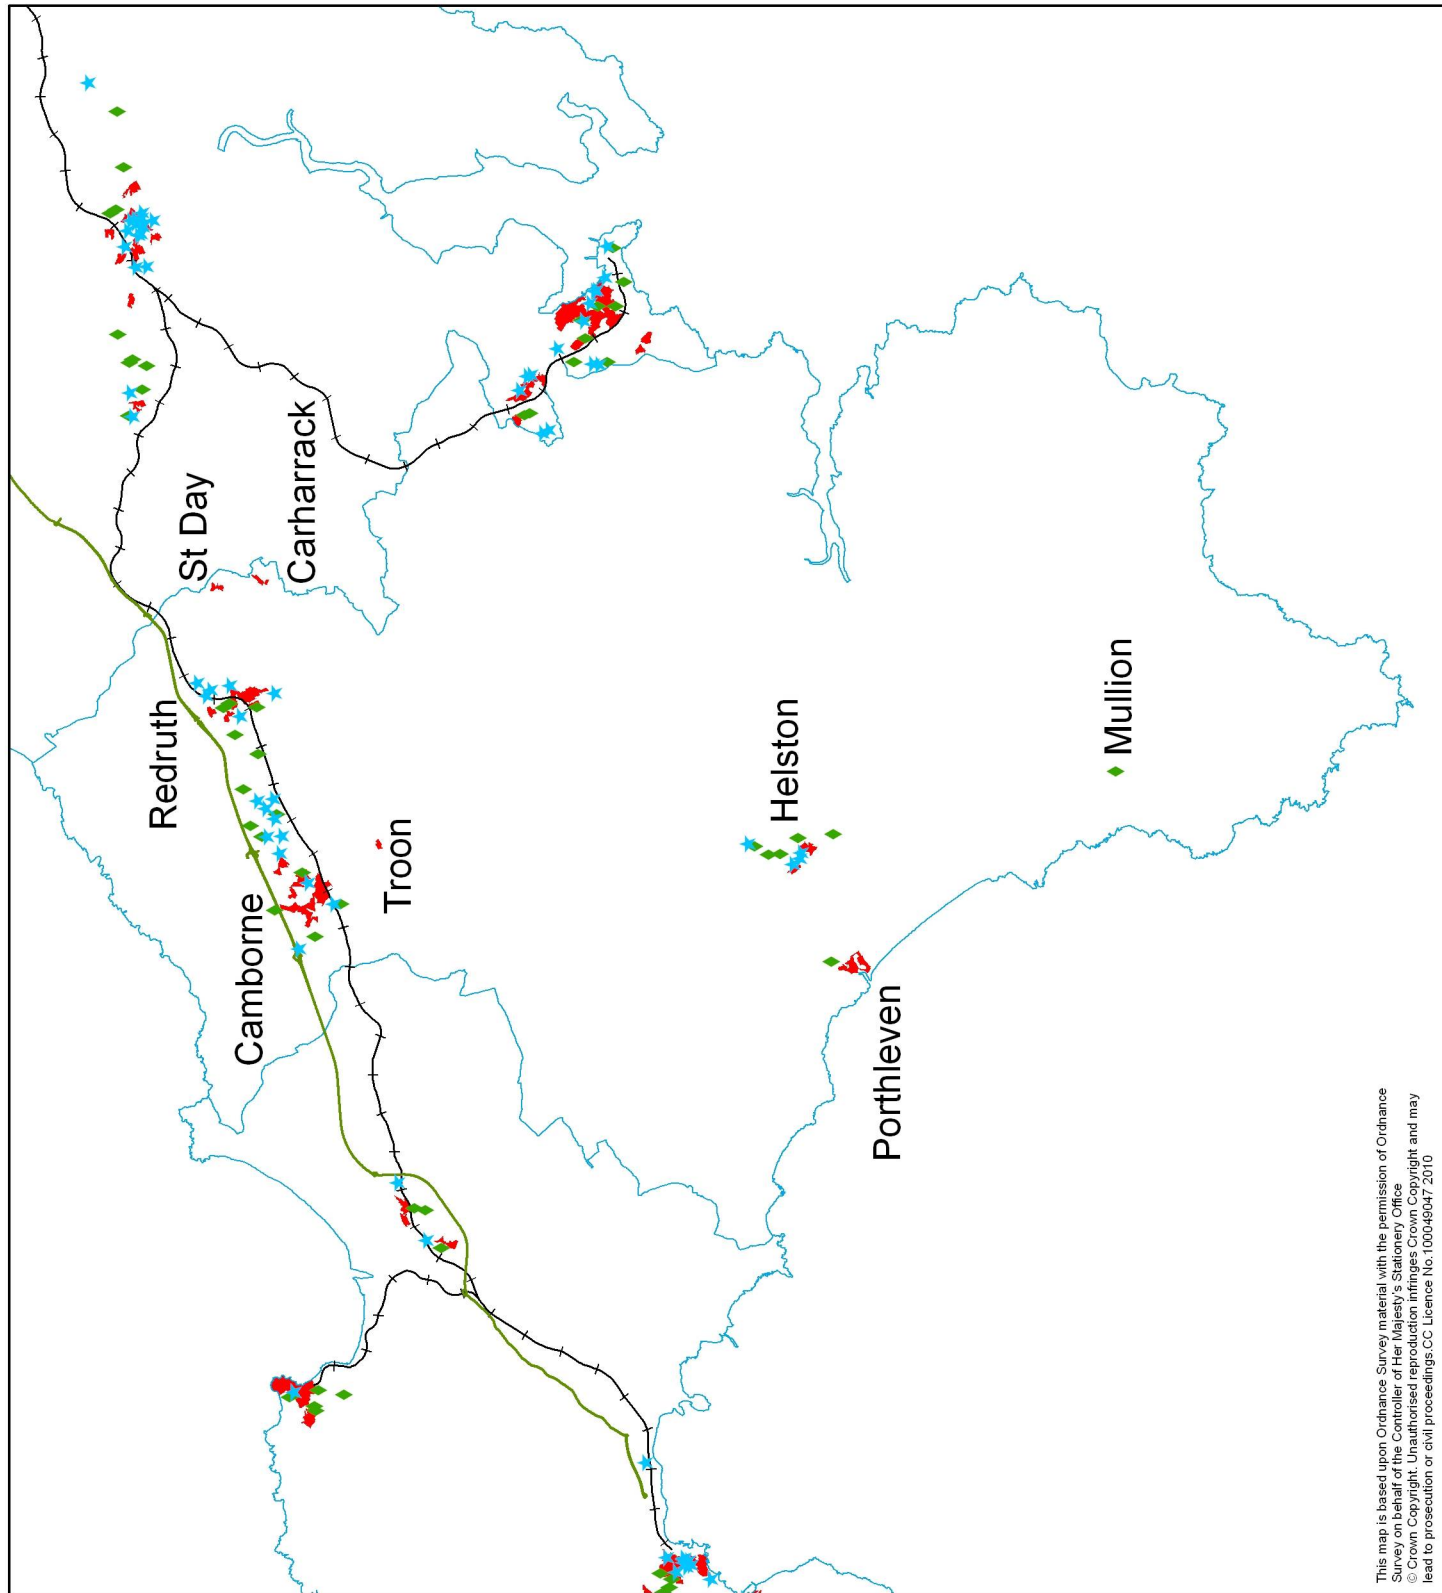 St Day
Carharrack
Redruth
Camborne
Troon
Helston
Mullion
Porthleven
This map is based upon Ordnance Survey material with the permission of Ordnance
Survey on behalf of the Controller of Her Majesty's Stationery Office
© Crown Copyright. Unauthorised reproduction infringes Crown Copyright and may
lead to prosecution or civil proceedings.CC Licence No.100049047 2010